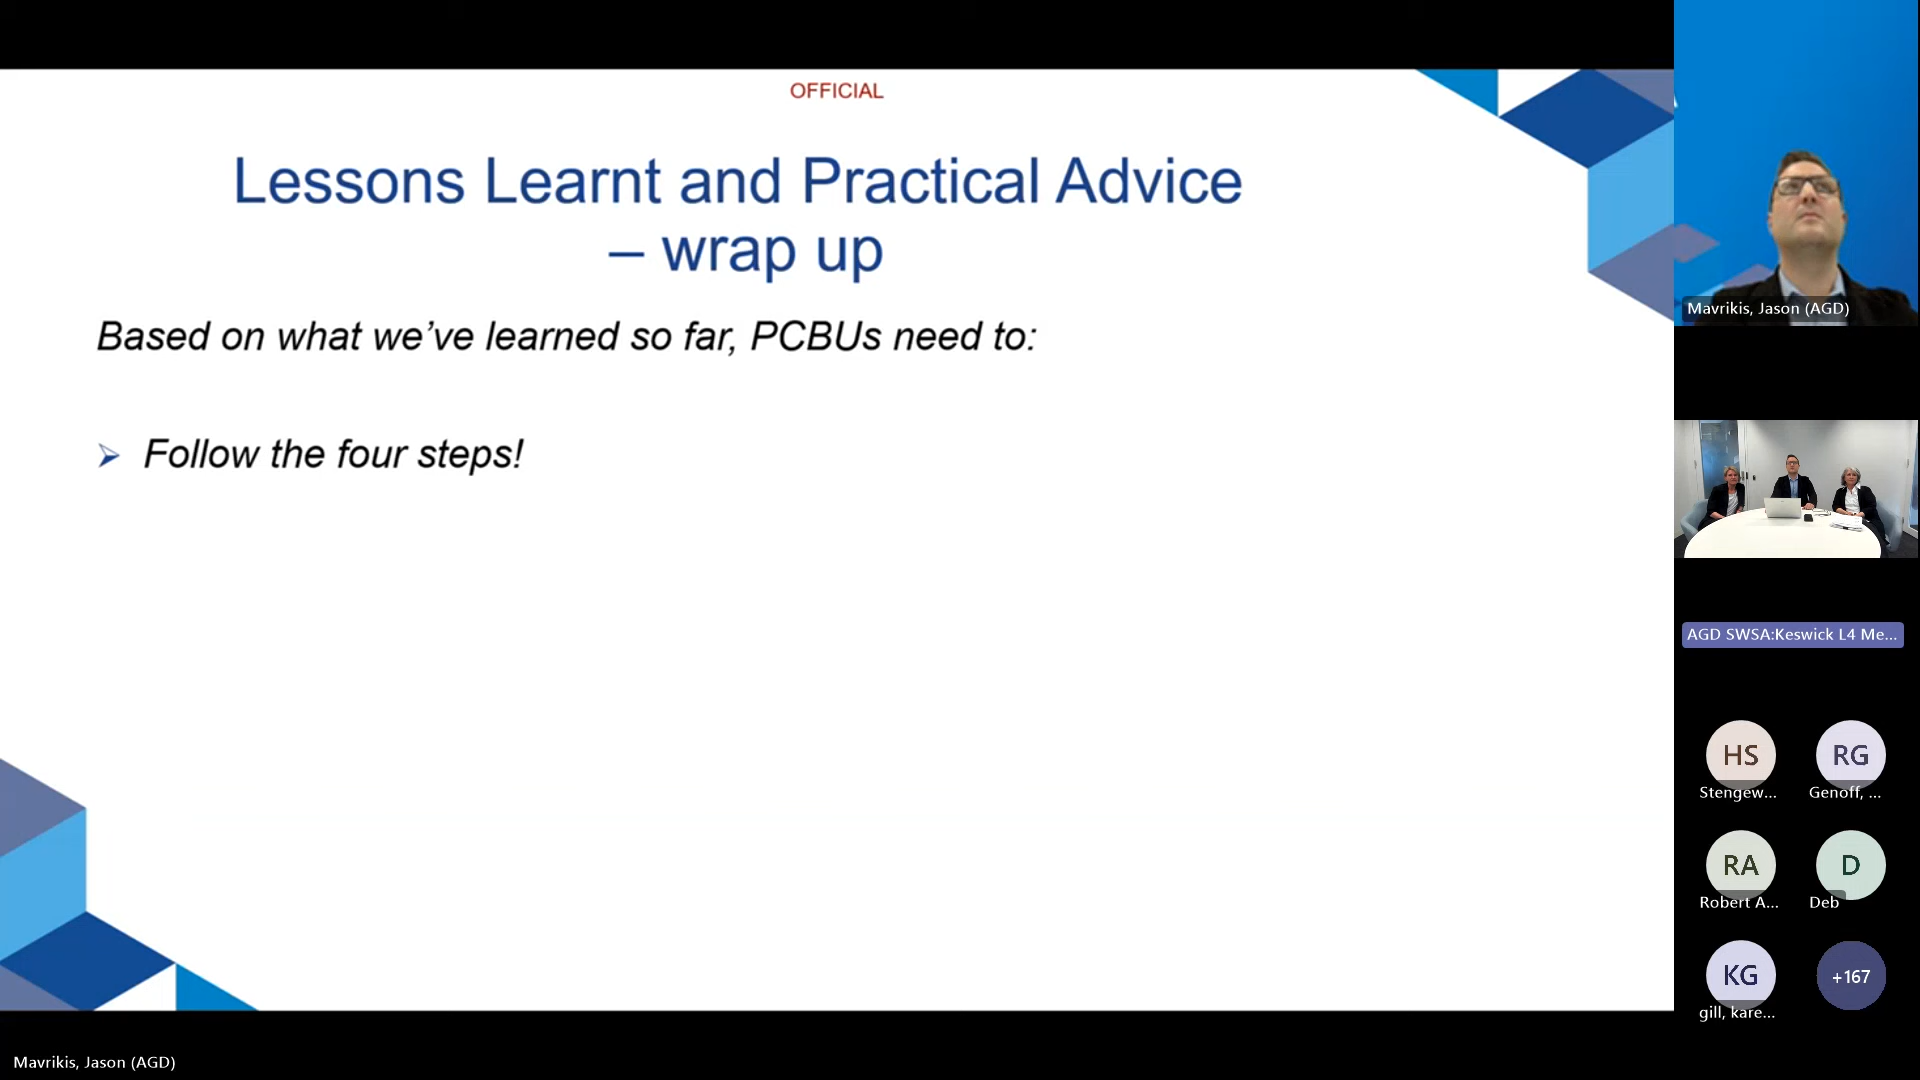 OFFICIAL
Lessons Learnt and Practical Advice
– wrap up
Based on what we’ve learned so far, PCBUs need to:
Follow the four steps!
Mavrikis, Jason (AGD)
AGD SWSA:Keswick L4 Me...
HS
Stengew...
RG
Genoff, ...
RA
Robert A...
D
Deb
KG
gill, kare...
+167
Mavrikis, Jason (AGD)